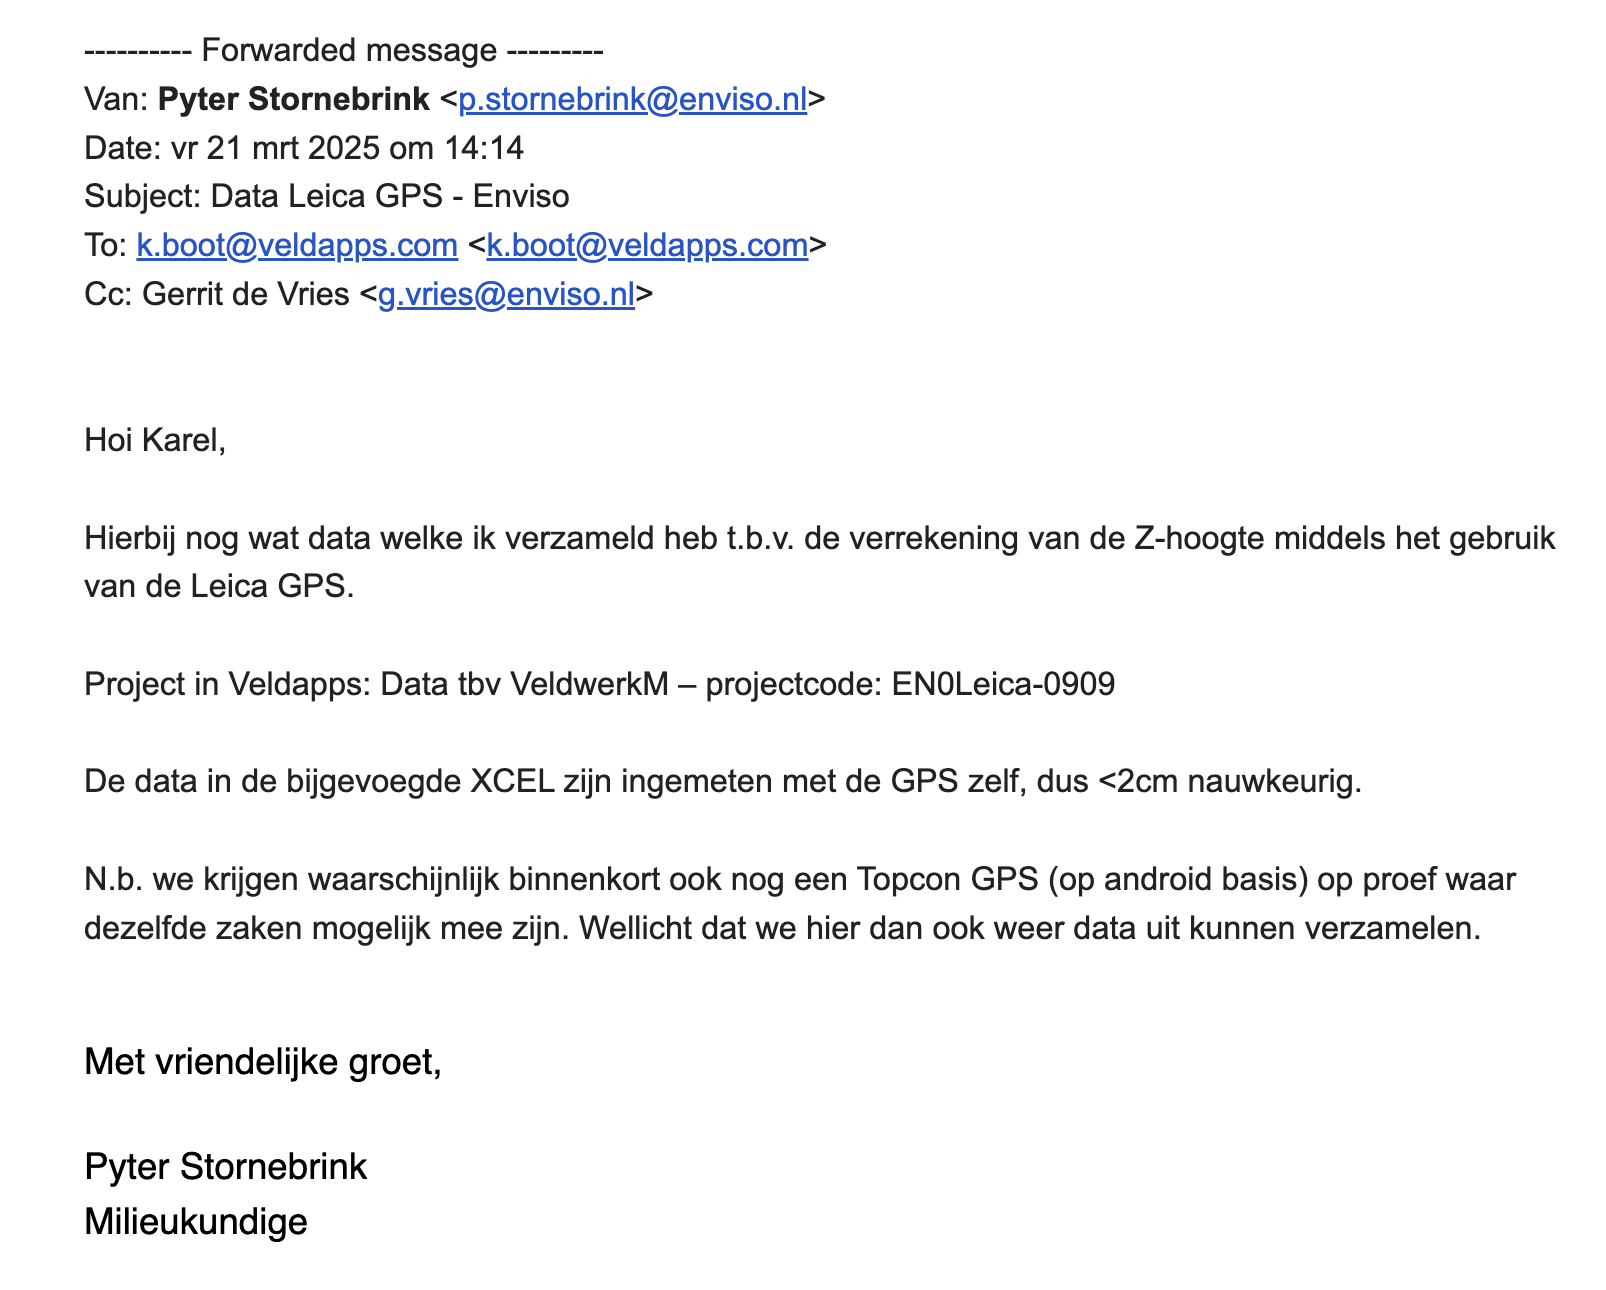 ---------- Forwarded message ---------
Van: Pyter Stornebrink <p.stornebrink@enviso.nl>
Date: vr 21 mrt 2025 om 14:14
Subject: Data Leica GPS - Enviso
To: k.boot@veldapps.com <k.boot@veldapps.com>
Cc: Gerrit de Vries <g.vries@enviso.nl>
Hoi Karel,
Hierbij nog wat data welke ik verzameld heb t.b.v. de verrekening van de Z-hoogte middels het gebruik
van de Leica GPS.
Project in Veldapps: Data tbv VeldwerkM – projectcode: EN0Leica-0909
De data in de bijgevoegde XCEL zijn ingemeten met de GPS zelf, dus <2cm nauwkeurig.
N.b. we krijgen waarschijnlijk binnenkort ook nog een Topcon GPS (op android basis) op proef waar
dezelfde zaken mogelijk mee zijn. Wellicht dat we hier dan ook weer data uit kunnen verzamelen.
Met vriendelijke groet,
Pyter Stornebrink
Milieukundige